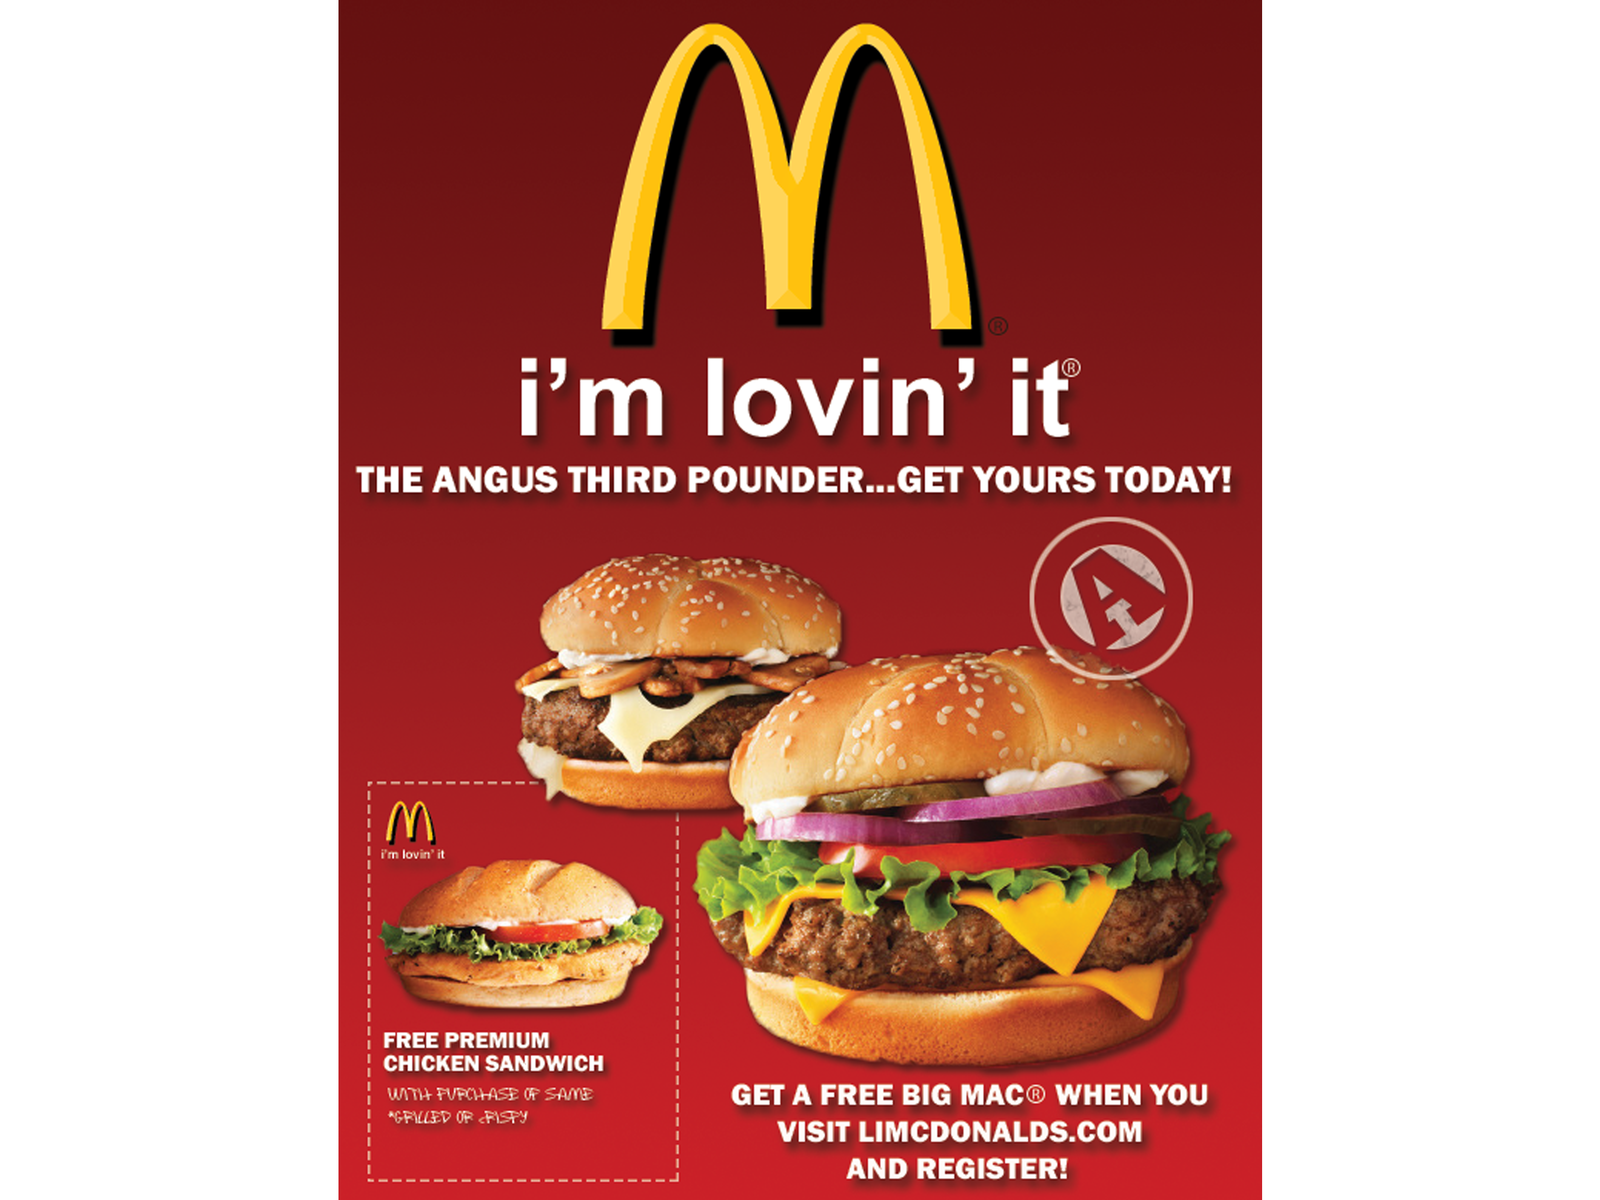 ®
i'm lovin' it®
THE ANGUS THIRD POUNDER...GET YOURS TODAY!
A
i'm lovin' it
FREE PREMIUM
CHICKEN SANDWICH
WITH PURCHASE OF SAME
*GRILLED OR CRISPY
GET A FREE BIG MAC® WHEN YOU
VISIT LIMCDONALDS.COM
AND REGISTER!